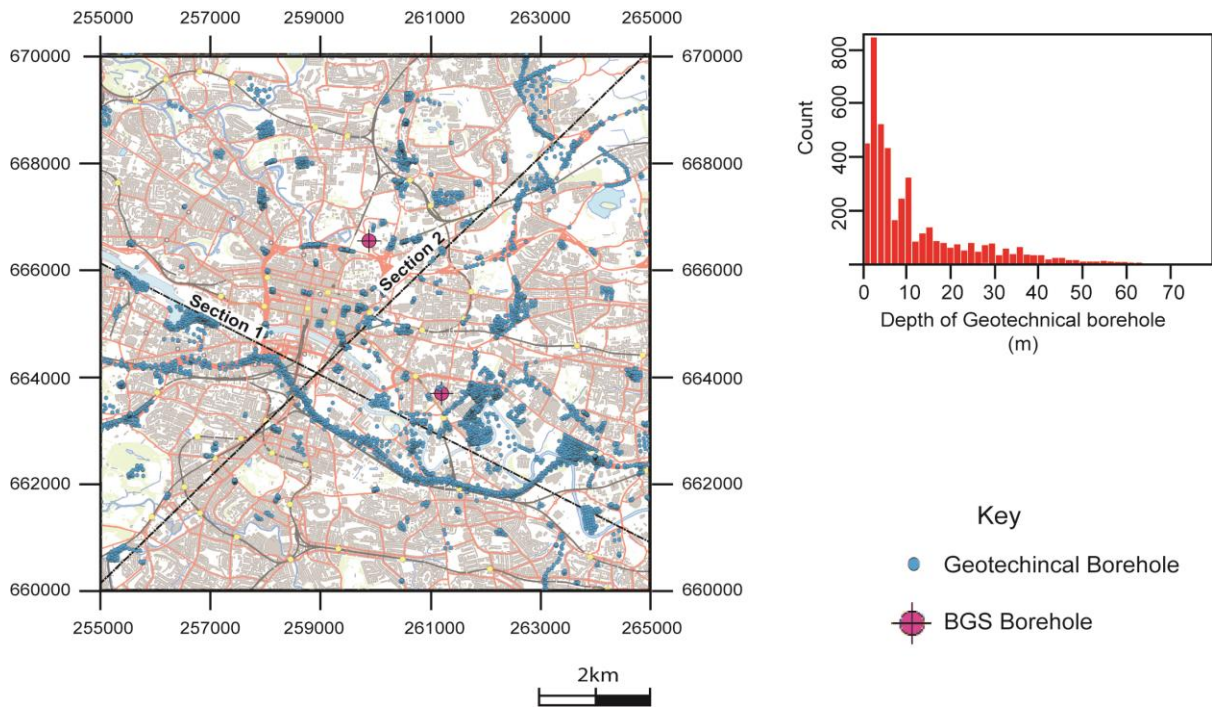 255000 257000 259000 261000 263000 265000
670000 670000
668000 668000
666000 666000
664000 664000
662000 662000
660000 660000
Section 1
Section 2
255000 257000 259000 261000 263000 265000
2km
800
600
400
200
Count
0 10 20 30 40 50 60 70
Depth of Geotechnical borehole
(m)
Key
Geotechincal Borehole
BGS Borehole